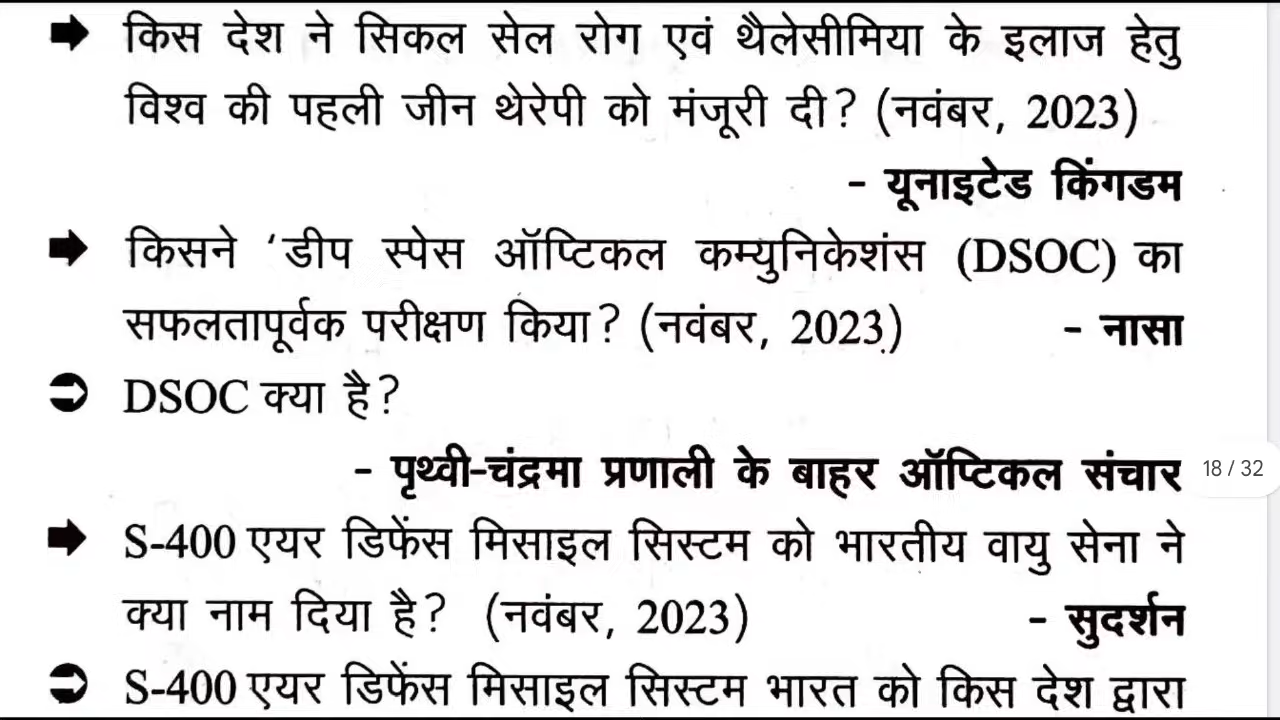 ➡ किस देश ने सिकल सेल रोग एवं थैलेसीमिया के इलाज हेतु
विश्व की पहली जीन थेरेपी को मंजूरी दी? (नवंबर, 2023)
- यूनाइटेड किंगडम
➡ किसने ‘डीप स्पेस ऑप्टिकल कम्युनिकेशंस (DSOC) का
सफलतापूर्वक परीक्षण किया? (नवंबर, 2023) - नासा
➲ DSOC क्या है?
- पृथ्वी-चंद्रमा प्रणाली के बाहर ऑप्टिकल संचार
18 / 32
➡ S-400 एयर डिफेंस मिसाइल सिस्टम को भारतीय वायु सेना ने
क्या नाम दिया है? (नवंबर, 2023) - सुदर्शन
➲ S-400 एयर डिफेंस मिसाइल सिस्टम भारत को किस देश द्वारा